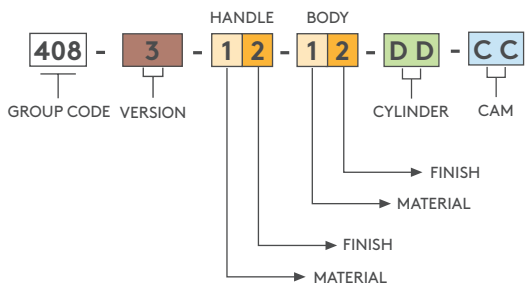 HANDLE BODY
408 - 3 - 1 2 - 1 2 - D D - C C
GROUP CODE VERSION CYLINDER CAM
FINISH
MATERIAL
FINISH
MATERIAL